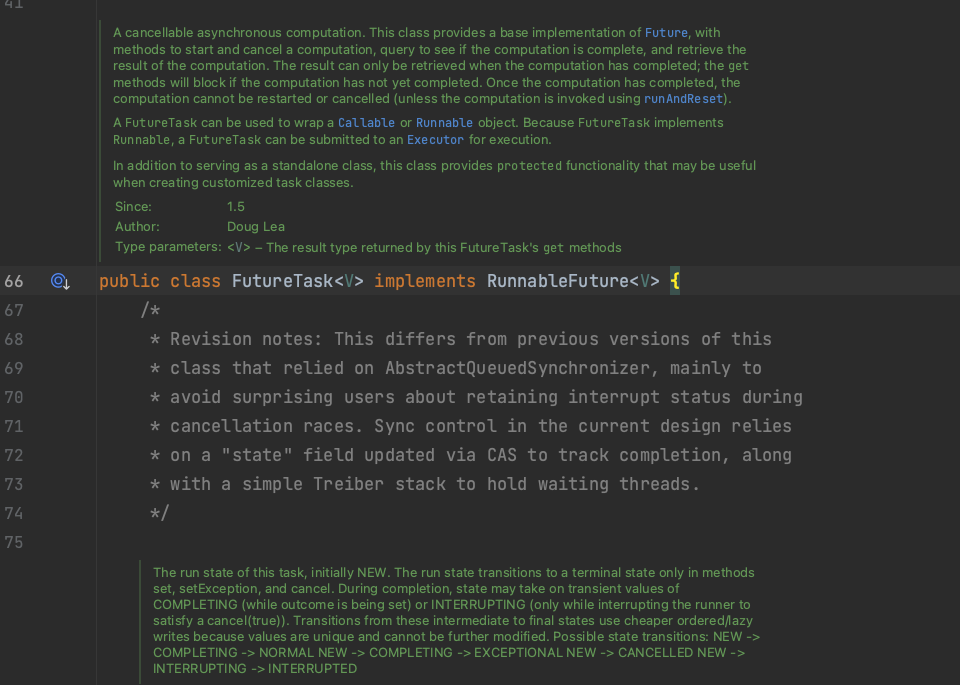 41
A cancellable asynchronous computation. This class provides a base implementation of Future, with
methods to start and cancel a computation, query to see if the computation is complete, and retrieve the
result of the computation. The result can only be retrieved when the computation has completed; the get
methods will block if the computation has not yet completed. Once the computation has completed, the
computation cannot be restarted or cancelled (unless the computation is invoked using runAndReset).
A FutureTask can be used to wrap a Callable or Runnable object. Because FutureTask implements
Runnable, a FutureTask can be submitted to an Executor for execution.
In addition to serving as a standalone class, this class provides protected functionality that may be useful
when creating customized task classes.
Since: 1.5
Author: Doug Lea
Type parameters: <V> – The result type returned by this FutureTask's get methods
66 public class FutureTask<V> implements RunnableFuture<V> {
67 /*
68 * Revision notes: This differs from previous versions of this
69 * class that relied on AbstractQueuedSynchronizer, mainly to
70 * avoid surprising users about retaining interrupt status during
71 * cancellation races. Sync control in the current design relies
72 * on a "state" field updated via CAS to track completion, along
73 * with a simple Treiber stack to hold waiting threads.
74 */
75
The run state of this task, initially NEW. The run state transitions to a terminal state only in methods
set, setException, and cancel. During completion, state may take on transient values of
COMPLETING (while outcome is being set) or INTERRUPTING (only while interrupting the runner to
satisfy a cancel(true)). Transitions from these intermediate to final states use cheaper ordered/lazy
writes because values are unique and cannot be further modified. Possible state transitions: NEW ->
COMPLETING -> NORMAL NEW -> COMPLETING -> EXCEPTIONAL NEW -> CANCELLED NEW ->
INTERRUPTING -> INTERRUPTED